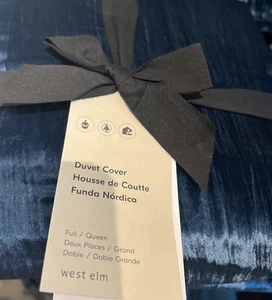 Duvet Cover
Housse de Coutte
Funda Nórdica
Full / Queen
Deux Places / Grand
Doble / Doble Grande
west elm